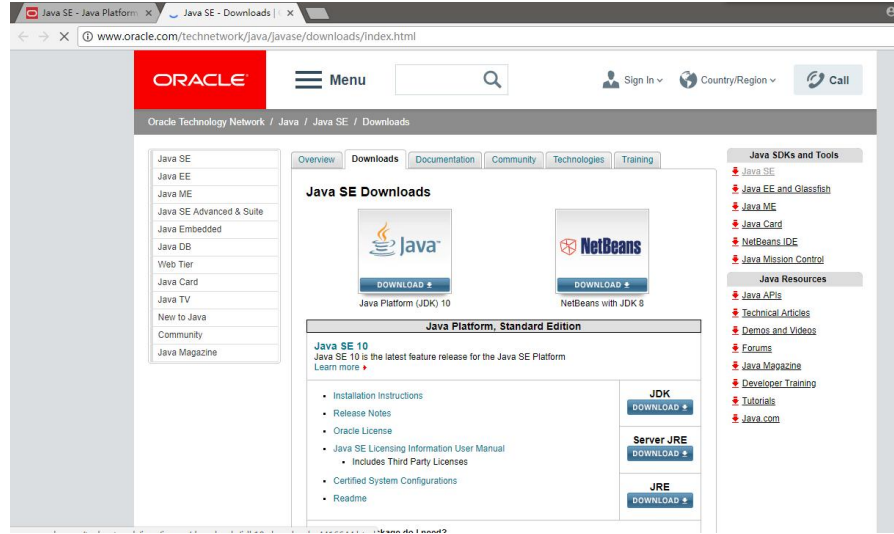 Java SE - Java Platform
Java SE - Downloads |
www.oracle.com/technetwork/java/javase/downloads/index.html
ORACLE
Menu
Sign In
Country/Region
Call
Oracle Technology Network / Java / Java SE / Downloads
Java SE
Java EE
Java ME
Java SE Advanced & Suite
Java Embedded
Java DB
Web Tier
Java Card
Java TV
New to Java
Community
Java Magazine
Overview Downloads Documentation Community Technologies Training
Java SE Downloads
Java
DOWNLOAD
Java Platform (JDK) 10
NetBeans
DOWNLOAD
NetBeans with JDK 8
Java Platform, Standard Edition
Java SE 10
Java SE 10 is the latest feature release for the Java SE Platform
Learn more
Installation Instructions
Release Notes
Oracle License
Java SE Licensing Information User Manual
Includes Third Party Licenses
Certified System Configurations
Readme
JDK
DOWNLOAD
Server JRE
DOWNLOAD
JRE
DOWNLOAD
do I need?
Java SDKs and Tools
Java SE
Java EE and Glassfish
Java ME
Java Card
NetBeans IDE
Java Mission Control
Java Resources
Java APIs
Technical Articles
Demos and Videos
Forums
Java Magazine
Developer Training
Tutorials
Java.com